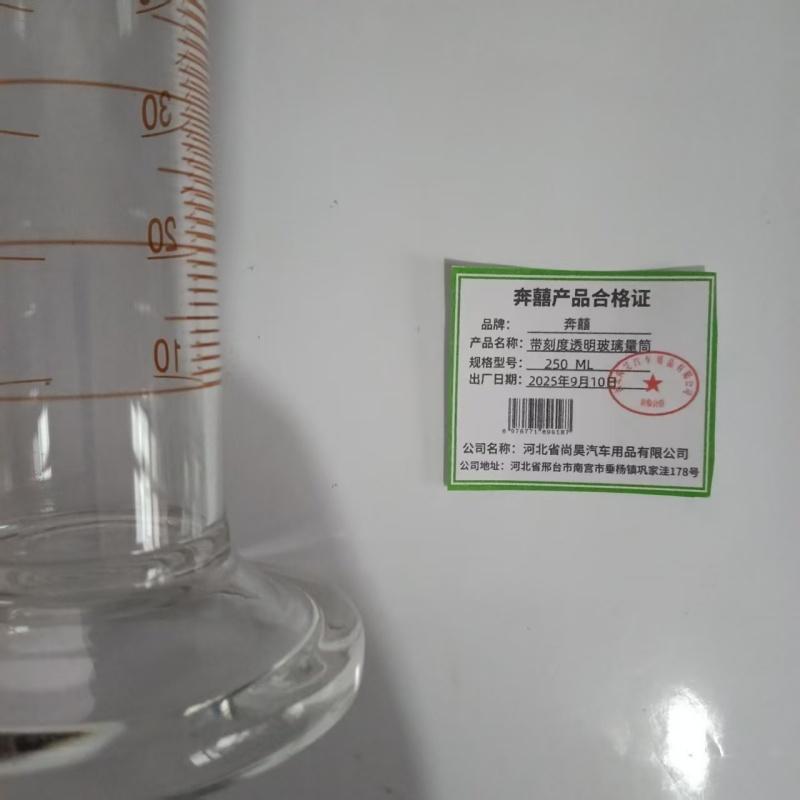 30
20
10
奔囍产品合格证
品牌： 奔囍
产品名称： 带刻度透明玻璃量筒
规格型号： 250 ML
出厂日期： 2025年9月10日
公司名称： 河北省尚昊汽车用品有限公司
公司地址： 河北省邢台市南宫市垂杨镇巩家洼178号